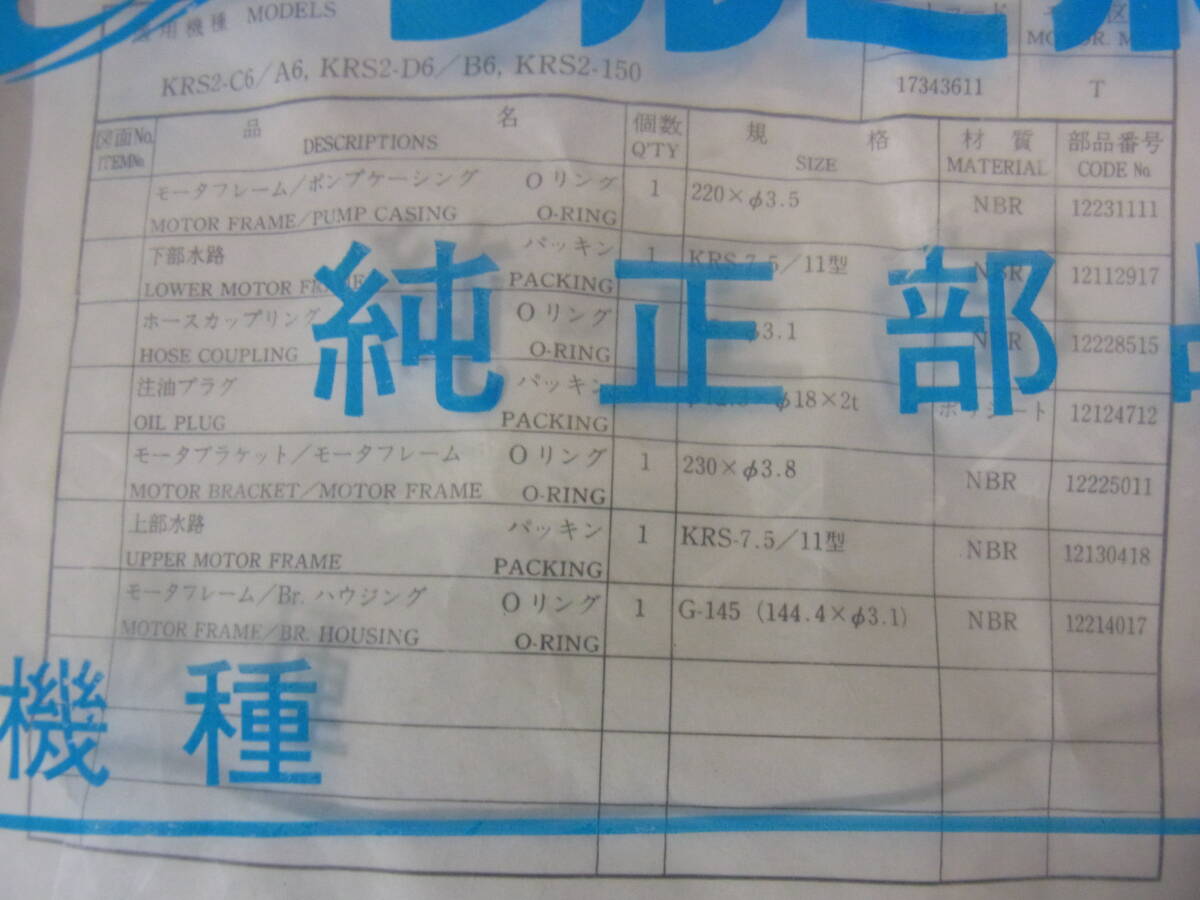 用機種 MODELS
KRS2-C6/A6, KRS2-D6/B6, KRS2-150
17343611 T
図面No. 品 名 個数 規 格 材 質 部品番号
ITEMNo. DESCRIPTIONS Q'TY SIZE MATERIAL CODE No.
モータフレーム/ポンプケーシング Oリング 1 220×φ3.5 NBR 12231111
MOTOR FRAME/PUMP CASING O-RING
下部水路 パッキン 1 KRS-7.5/11型 NBR 12112917
LOWER MOTOR FRAME PACKING
ホースカップリング Oリング φ3.1 NBR 12228515
HOSE COUPLING O-RING
注油プラグ パッキン φ18×2t 12124712
OIL PLUG PACKING
モータブラケット/モータフレーム Oリング 1 230×φ3.8 NBR 12225011
MOTOR BRACKET/MOTOR FRAME O-RING
上部水路 パッキン 1 KRS-7.5/11型 NBR 12130418
UPPER MOTOR FRAME PACKING
モータフレーム/Br. ハウジング Oリング 1 G-145 (144.4×φ3.1) NBR 12214017
MOTOR FRAME/BR. HOUSING O-RING
純正部
機種